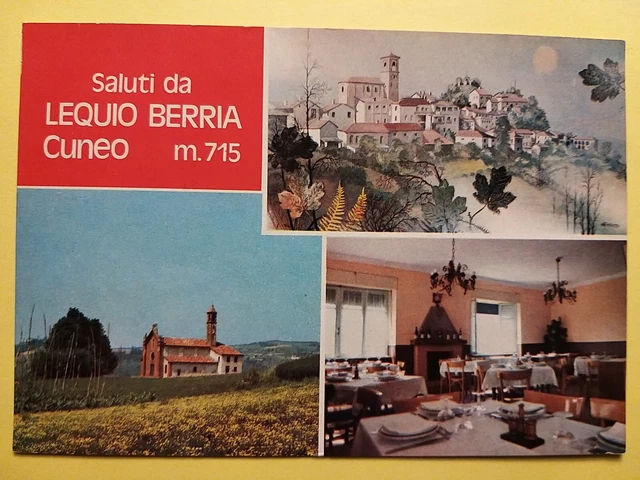 Saluti da
LEQUIO BERRIA
Cuneo m.715